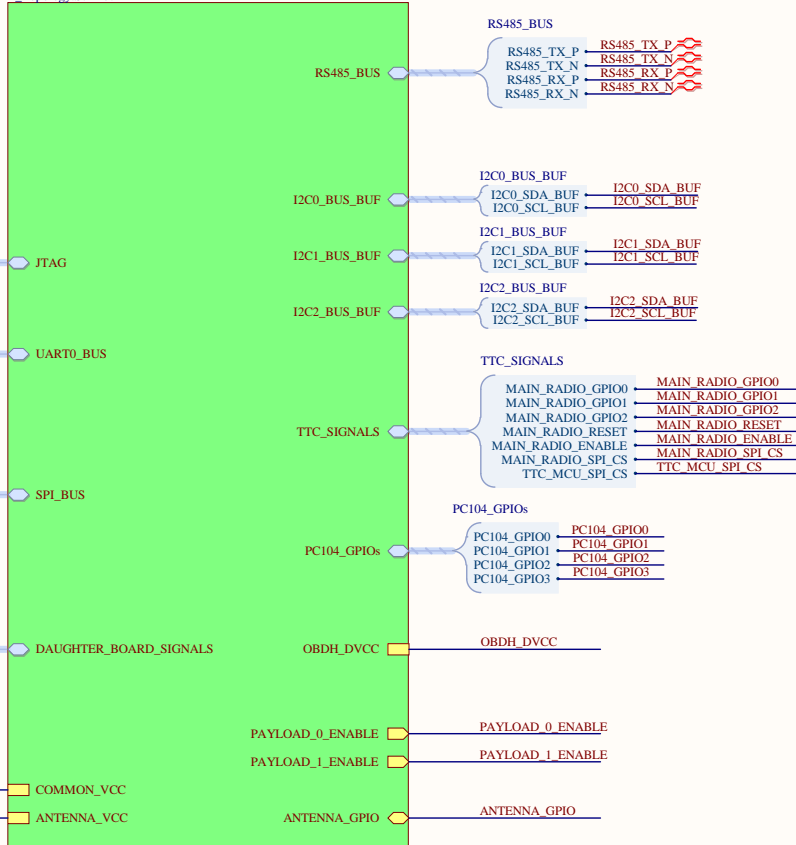 RS485_BUS
RS485_BUS
RS485_TX_P
RS485_TX_N
RS485_RX_P
RS485_RX_N
RS485_TX_P
RS485_TX_N
RS485_RX_P
RS485_RX_N
I2C0_BUS_BUF
I2C0_BUS_BUF
I2C0_SDA_BUF
I2C0_SCL_BUF
I2C0_SDA_BUF
I2C0_SCL_BUF
I2C1_BUS_BUF
I2C1_BUS_BUF
I2C1_SDA_BUF
I2C1_SCL_BUF
I2C1_SDA_BUF
I2C1_SCL_BUF
JTAG
I2C2_BUS_BUF
I2C2_BUS_BUF
I2C2_SDA_BUF
I2C2_SCL_BUF
I2C2_SDA_BUF
I2C2_SCL_BUF
UART0_BUS
TTC_SIGNALS
TTC_SIGNALS
MAIN_RADIO_GPIO0
MAIN_RADIO_GPIO1
MAIN_RADIO_GPIO2
MAIN_RADIO_RESET
MAIN_RADIO_ENABLE
MAIN_RADIO_SPI_CS
TTC_MCU_SPI_CS
MAIN_RADIO_GPIO0
MAIN_RADIO_GPIO1
MAIN_RADIO_GPIO2
MAIN_RADIO_RESET
MAIN_RADIO_ENABLE
MAIN_RADIO_SPI_CS
TTC_MCU_SPI_CS
SPI_BUS
PC104_GPIOs
PC104_GPIOs
PC104_GPIO0
PC104_GPIO1
PC104_GPIO2
PC104_GPIO3
PC104_GPIO0
PC104_GPIO1
PC104_GPIO2
PC104_GPIO3
DAUGHTER_BOARD_SIGNALS
OBDH_DVCC
OBDH_DVCC
PAYLOAD_0_ENABLE
PAYLOAD_0_ENABLE
PAYLOAD_1_ENABLE
PAYLOAD_1_ENABLE
COMMON_VCC
ANTENNA_VCC
ANTENNA_GPIO
ANTENNA_GPIO